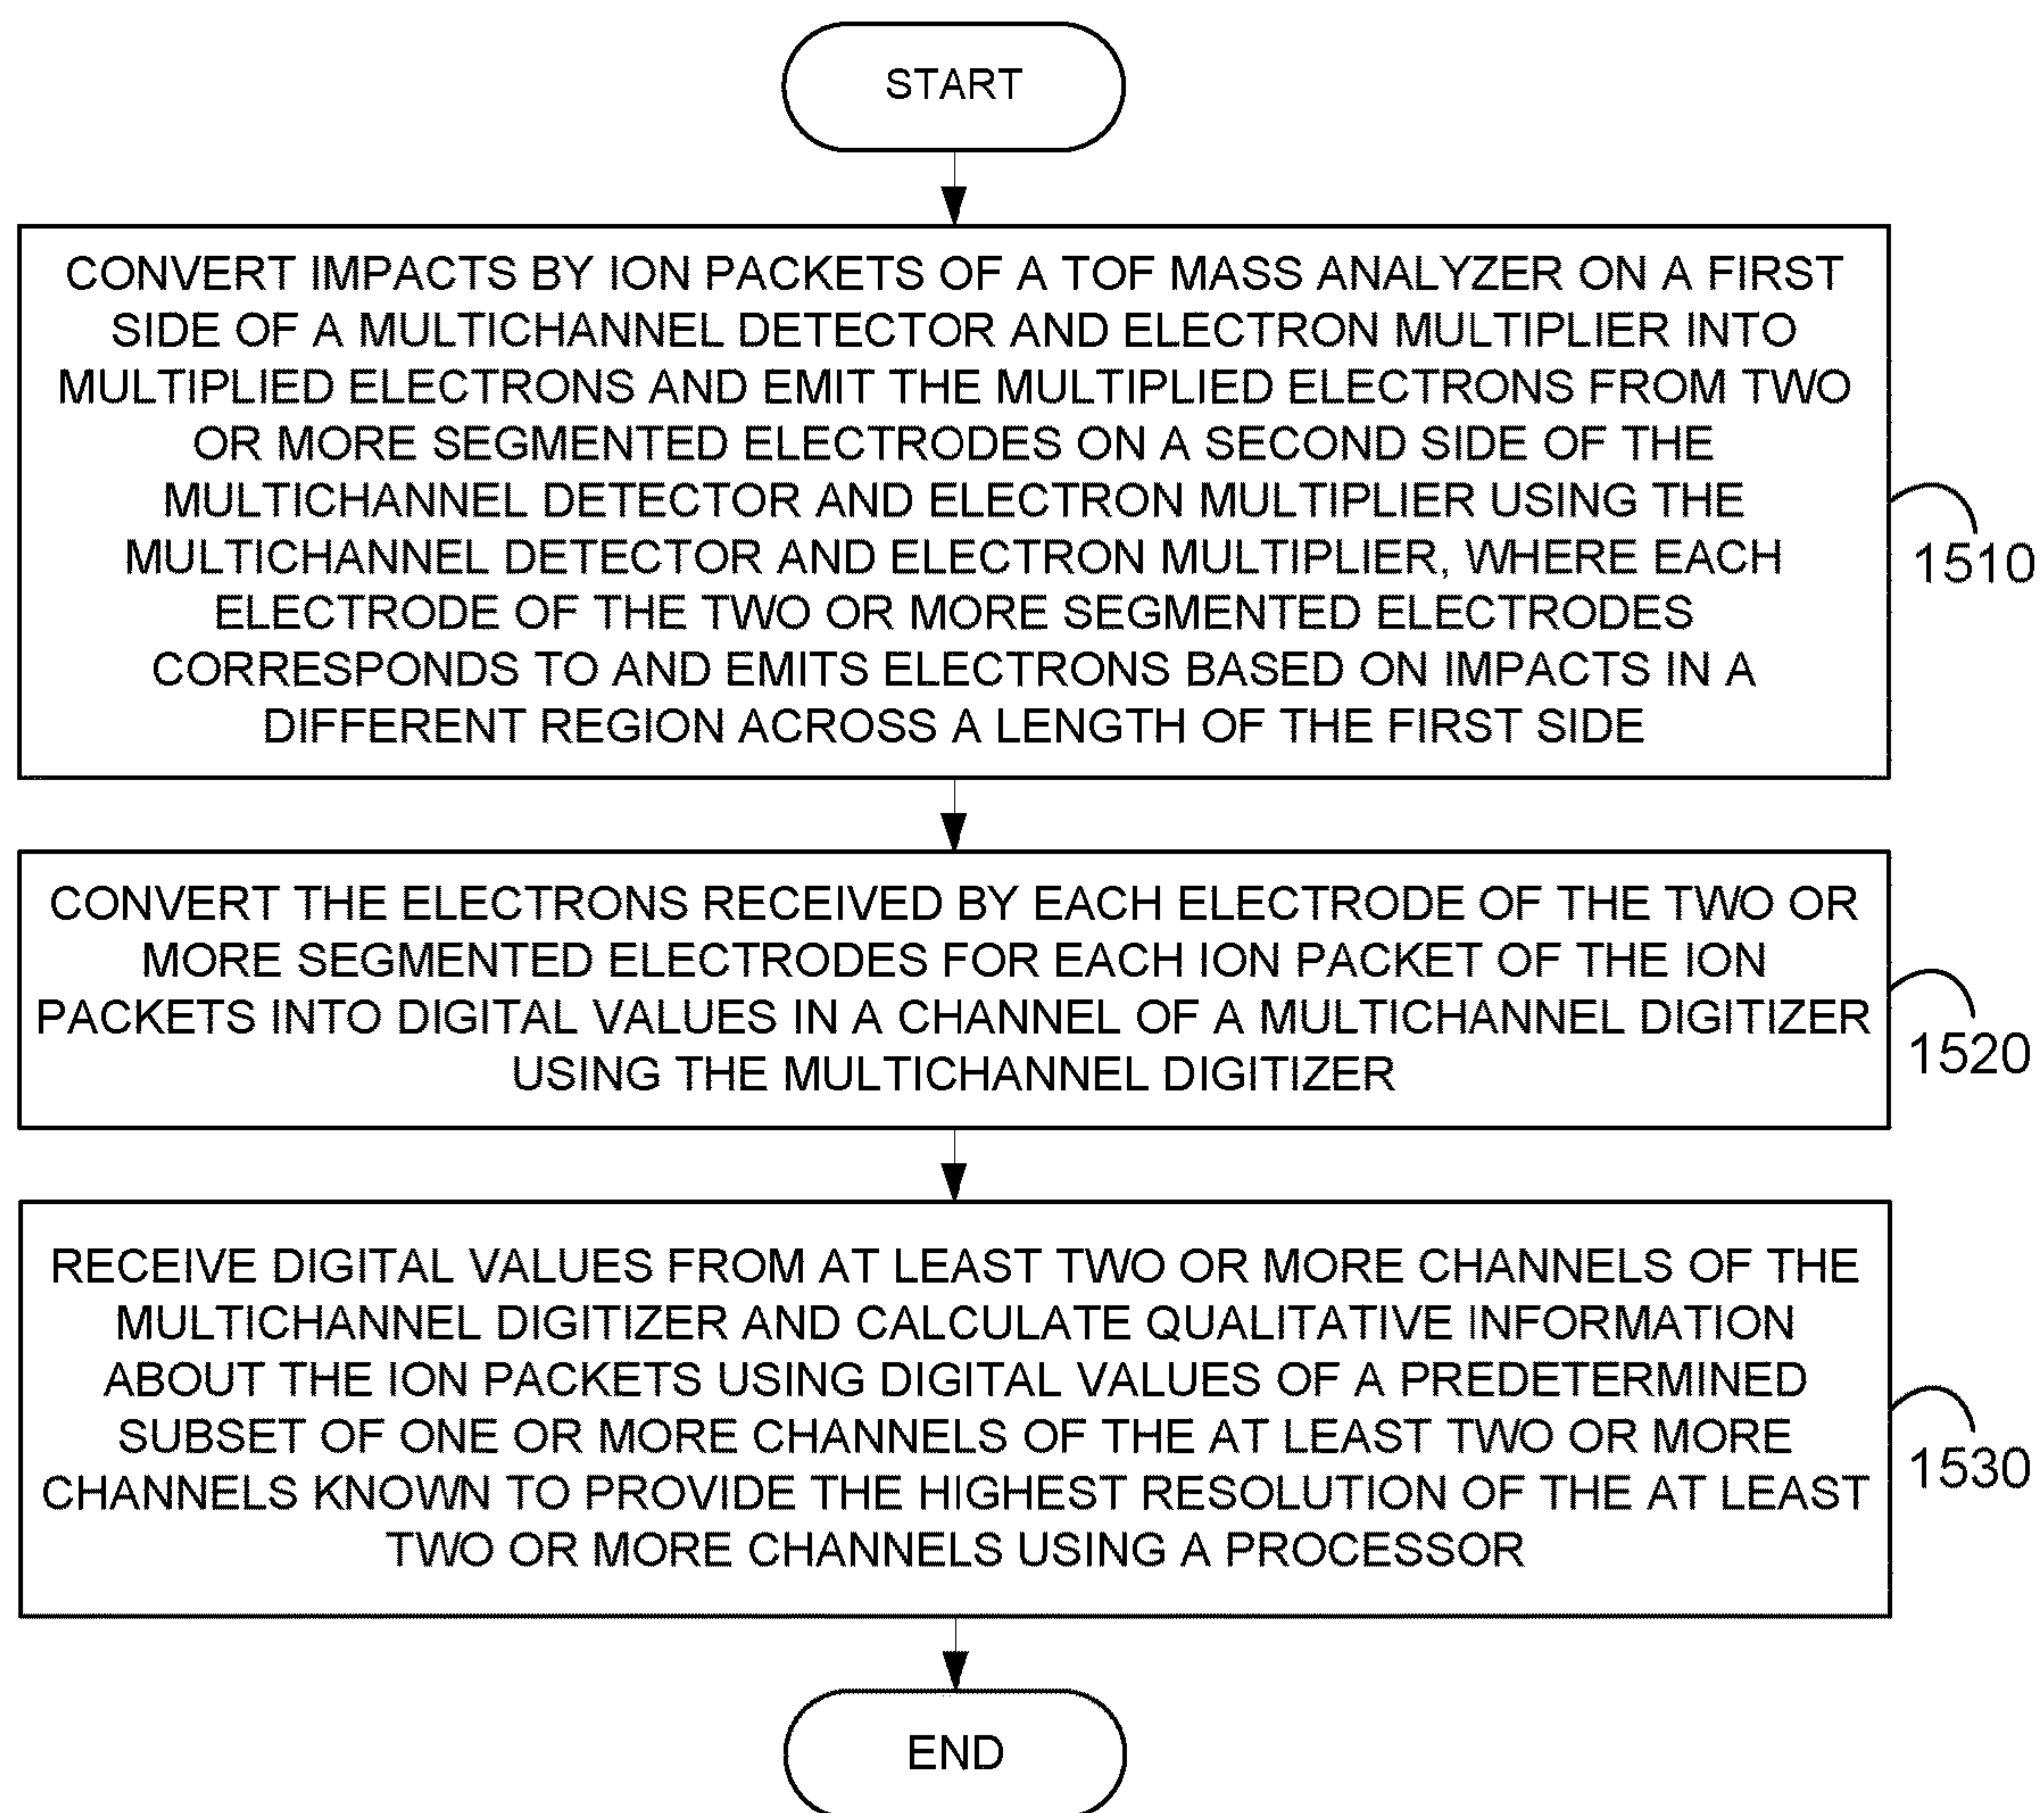 START
CONVERT IMPACTS BY ION PACKETS OF A TOF MASS ANALYZER ON A FIRST
SIDE OF A MULTICHANNEL DETECTOR AND ELECTRON MULTIPLIER INTO
MULTIPLIED ELECTRONS AND EMIT THE MULTIPLIED ELECTRONS FROM TWO
OR MORE SEGMENTED ELECTRODES ON A SECOND SIDE OF THE
MULTICHANNEL DETECTOR AND ELECTRON MULTIPLIER USING THE
MULTICHANNEL DETECTOR AND ELECTRON MULTIPLIER, WHERE EACH
ELECTRODE OF THE TWO OR MORE SEGMENTED ELECTRODES
CORRESPONDS TO AND EMITS ELECTRONS BASED ON IMPACTS IN A
DIFFERENT REGION ACROSS A LENGTH OF THE FIRST SIDE
1510
CONVERT THE ELECTRONS RECEIVED BY EACH ELECTRODE OF THE TWO OR
MORE SEGMENTED ELECTRODES FOR EACH ION PACKET OF THE ION
PACKETS INTO DIGITAL VALUES IN A CHANNEL OF A MULTICHANNEL DIGITIZER
USING THE MULTICHANNEL DIGITIZER
1520
RECEIVE DIGITAL VALUES FROM AT LEAST TWO OR MORE CHANNELS OF THE
MULTICHANNEL DIGITIZER AND CALCULATE QUALITATIVE INFORMATION
ABOUT THE ION PACKETS USING DIGITAL VALUES OF A PREDETERMINED
SUBSET OF ONE OR MORE CHANNELS OF THE AT LEAST TWO OR MORE
CHANNELS KNOWN TO PROVIDE THE HIGHEST RESOLUTION OF THE AT LEAST
TWO OR MORE CHANNELS USING A PROCESSOR
1530
END